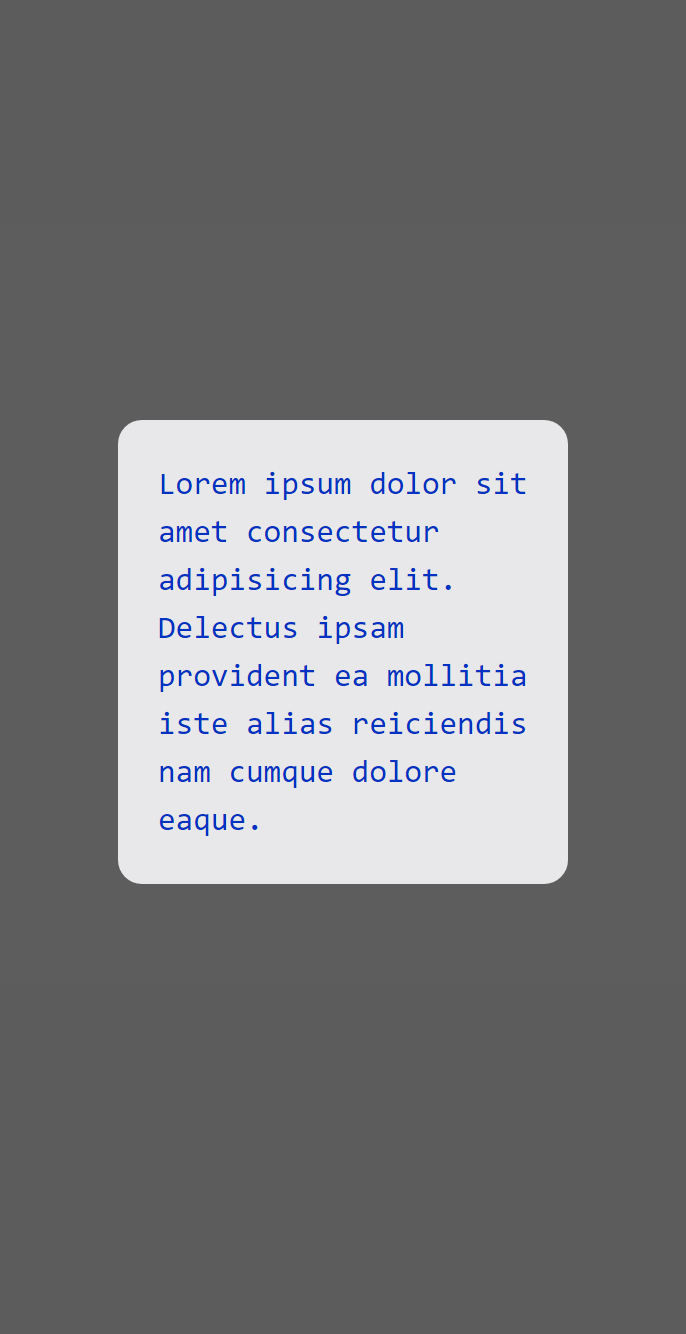 Lorem ipsum dolor sit
amet consectetur
adipisicing elit.
Delectus ipsam
provident ea mollitia
iste alias reiciendis
nam cumque dolore
eaque.